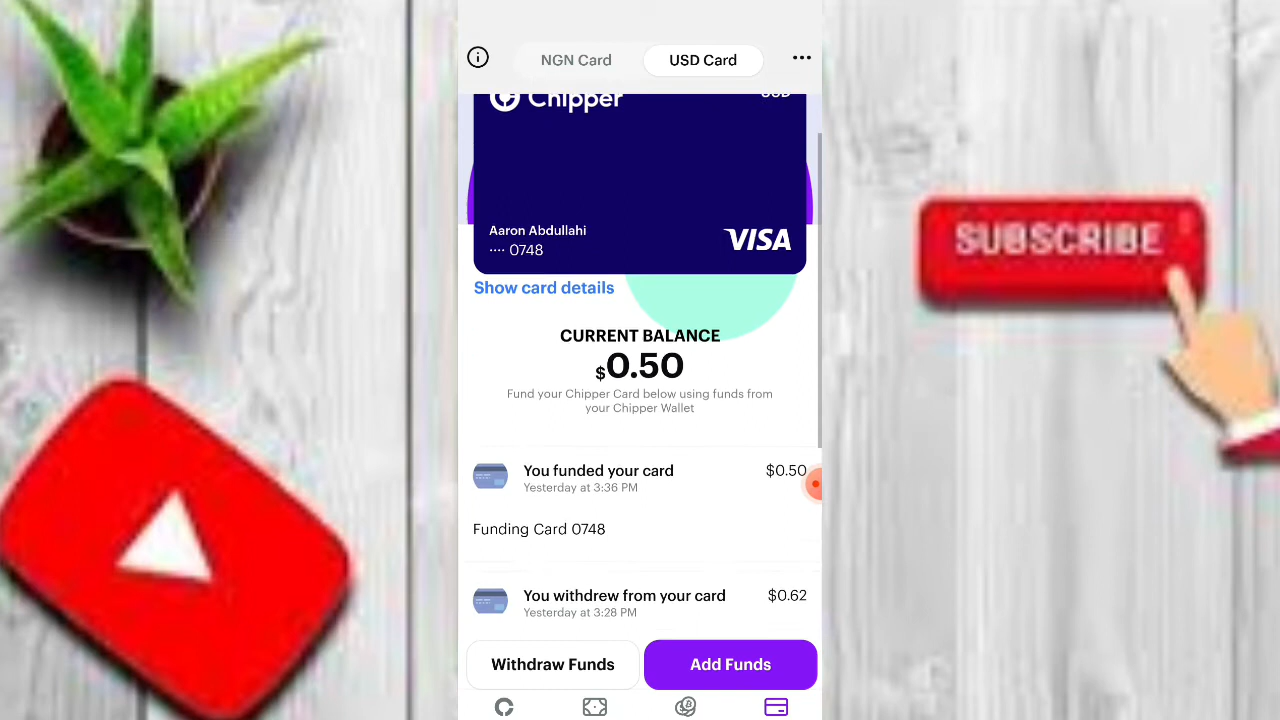 NGN Card
USD Card
Chipper
USD
Aaron Abdullahi
···· 0748
VISA
Show card details
CURRENT BALANCE
$0.50
Fund your Chipper Card below using funds from
your Chipper Wallet
You funded your card
$0.50
Yesterday at 3:36 PM
Funding Card 0748
You withdrew from your card
$0.62
Yesterday at 3:28 PM
Withdraw Funds
Add Funds
SUBSCRIBE